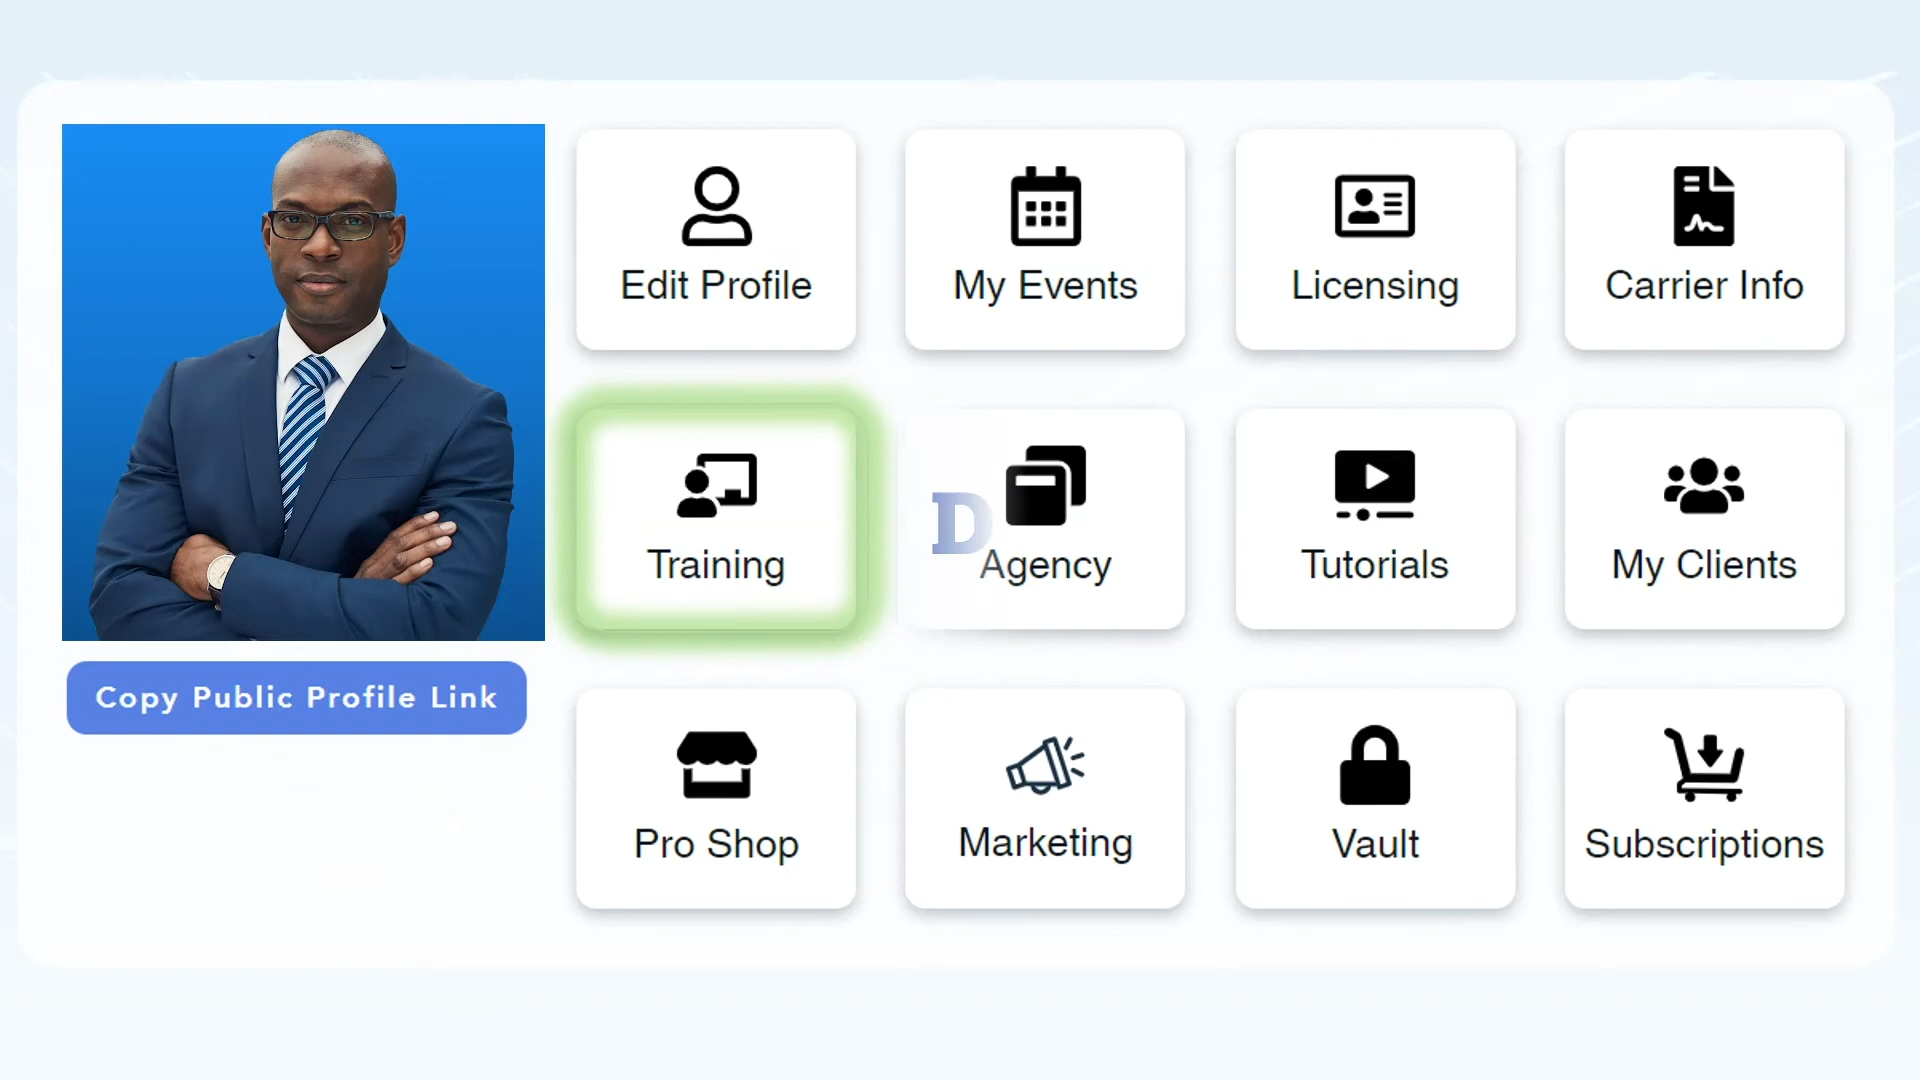 Edit Profile
My Events
Licensing
Carrier Info
Training
D
Agency
Tutorials
My Clients
Copy Public Profile Link
Pro Shop
Marketing
Vault
Subscriptions